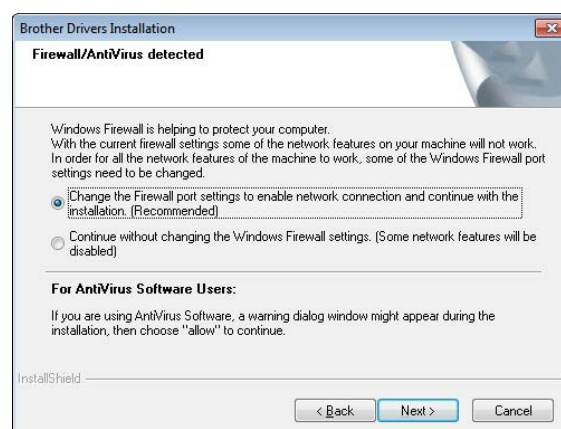 Brother Drivers Installation
Firewall/AntiVirus detected
Windows Firewall is helping to protect your computer.
With the current firewall settings some of the network features on your machine will not work.
In order for all the network features of the machine to work, some of the Windows Firewall port
settings need to be changed.
Change the Firewall port settings to enable network connection and continue with the
installation. (Recommended)
Continue without changing the Windows Firewall settings. (Some network features will be
disabled)
For AntiVirus Software Users:
If you are using AntiVirus Software, a warning dialog window might appear during the
installation, then choose "allow" to continue.
InstallShield
< Back Next > Cancel